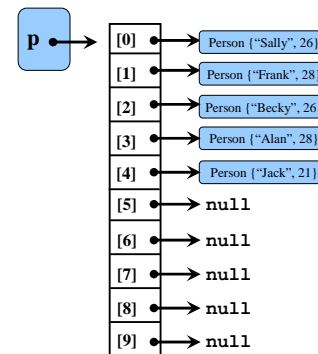 p
[0] Person {“Sally”, 26}
[1] Person {“Frank”, 28}
[2] Person {“Becky”, 26
[3] Person {“Alan”, 28}
[4] Person {“Jack”, 21}
[5] null
[6] null
[7] null
[8] null
[9] null